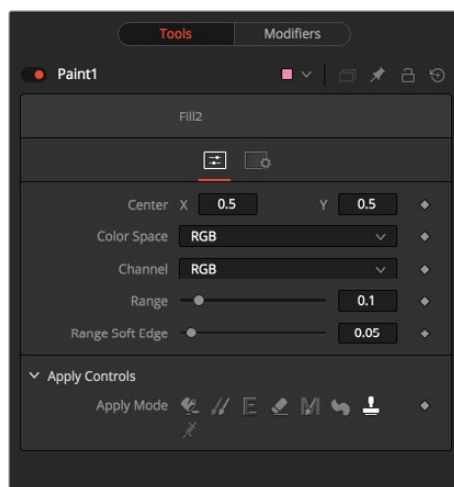 Tools Modifiers
Paint1
Fill2
Center X 0.5 Y 0.5
Color Space RGB
Channel RGB
Range 0.1
Range Soft Edge 0.05
Apply Controls
Apply Mode